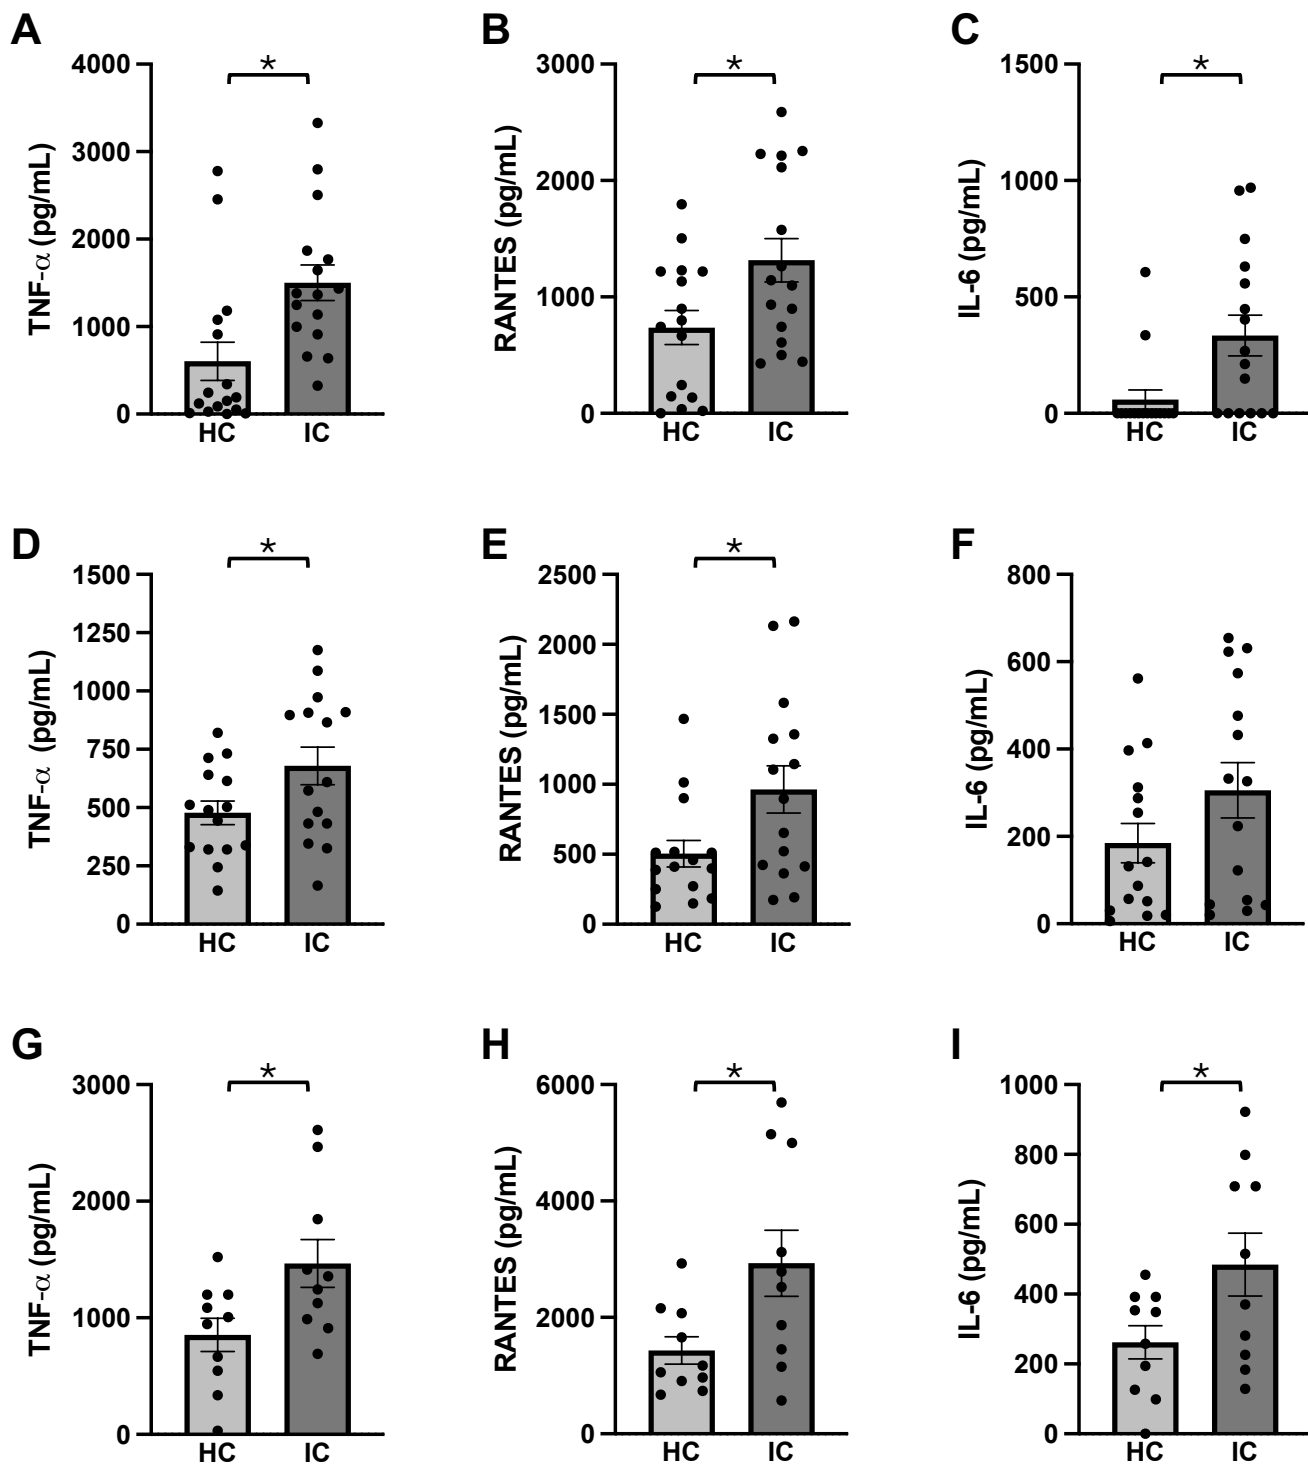 A
TNF-α (pg/mL)
4000
3000
2000
1000
0
*
HC
IC
B
RANTES (pg/mL)
3000
2000
1000
0
*
HC
IC
C
IL-6 (pg/mL)
1500
1000
500
0
*
HC
IC
D
TNF-α (pg/mL)
1500
1250
1000
750
500
250
0
*
HC
IC
E
RANTES (pg/mL)
2500
2000
1500
1000
500
0
*
HC
IC
F
IL-6 (pg/mL)
800
600
400
200
0
HC
IC
G
TNF-α (pg/mL)
3000
2000
1000
0
*
HC
IC
H
RANTES (pg/mL)
6000
4000
2000
0
*
HC
IC
I
IL-6 (pg/mL)
1000
800
600
400
200
0
*
HC
IC